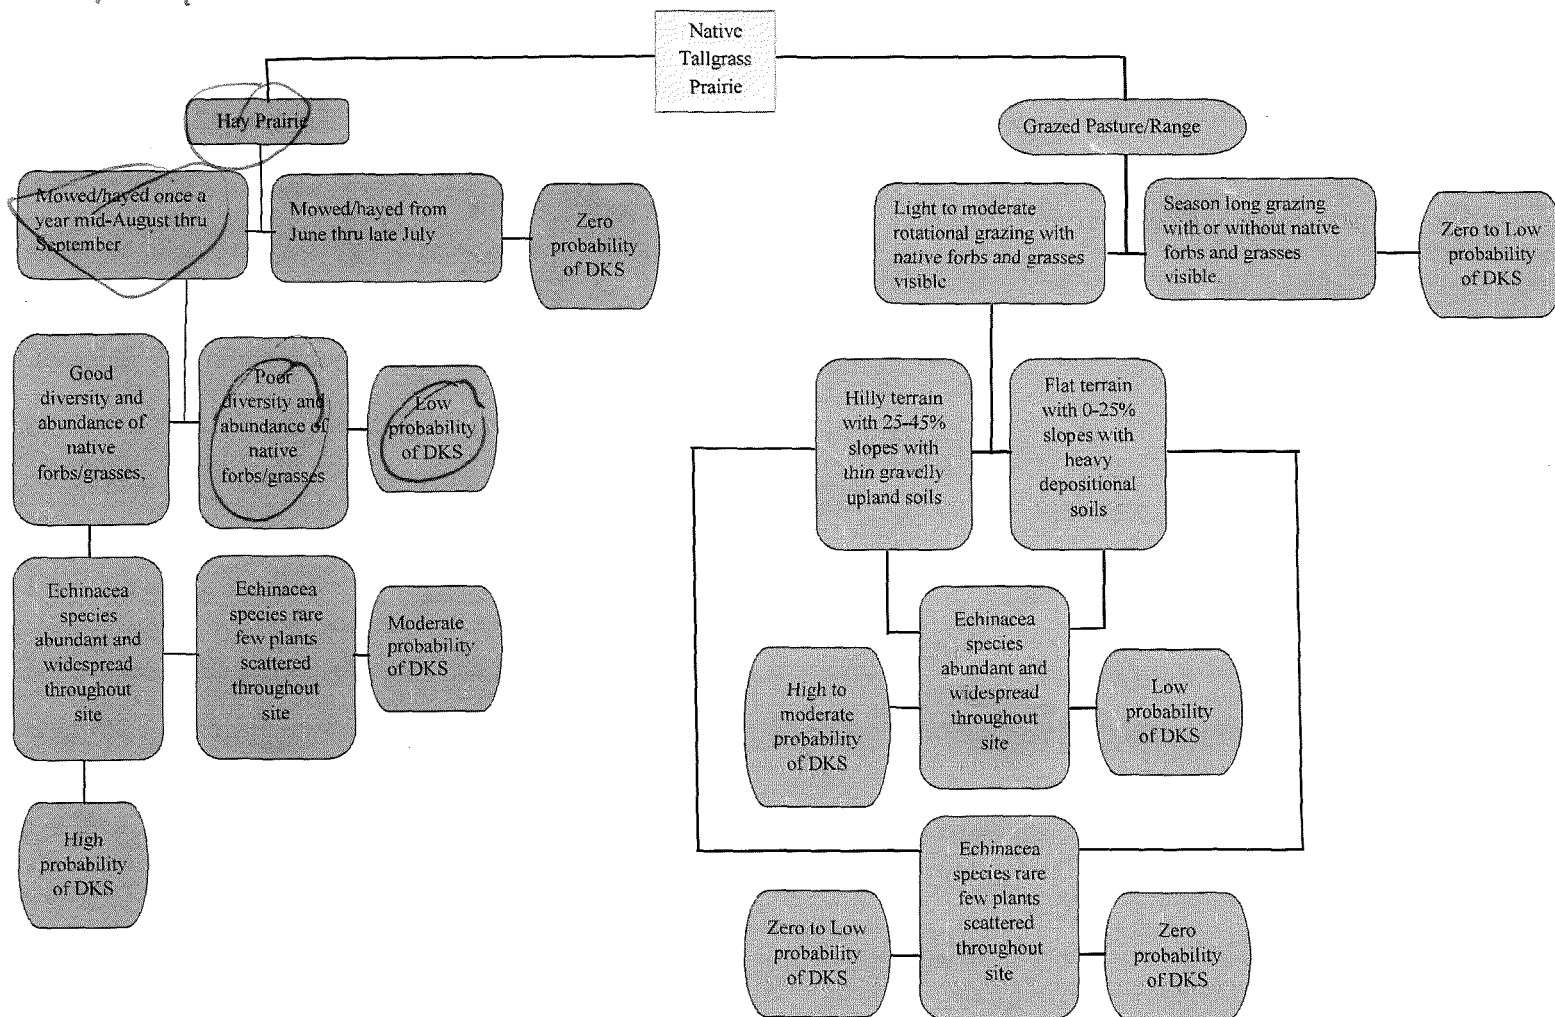 Native
Tallgrass
Prairie
Hay Prairie
Grazed Pasture/Range
Mowed/hayed once a
year mid-August thru
September
Mowed/hayed from
June thru late July
Zero
probability
of DKS
Light to moderate
rotational grazing with
native forbs and grasses
visible
Season long grazing
with or without native
forbs and grasses
visible
Zero to Low
probability
of DKS
Good
diversity and
abundance of
native
forbs/grasses.
Poor
diversity and
abundance of
native
forbs/grasses
Low
probability
of DKS
Hilly terrain
with 25-45%
slopes with
thin gravelly
upland soils
Flat terrain
with 0-25%
slopes with
heavy
depositional
soils
Echinacea
species
abundant and
widespread
throughout
site
Echinacea
species rare
few plants
scattered
throughout
site
Moderate
probability
of DKS
High
probability
of DKS
High to
moderate
probability
of DKS
Echinacea
species
abundant and
widespread
throughout
site
Low
probability
of DKS
Zero to Low
probability
of DKS
Echinacea
species rare
few plants
scattered
throughout
site
Zero
probability
of DKS